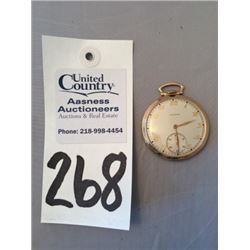 United
Country®
Aasness
Auctioneers
Auctions & Real Estate
Phone: 218-998-4454
268